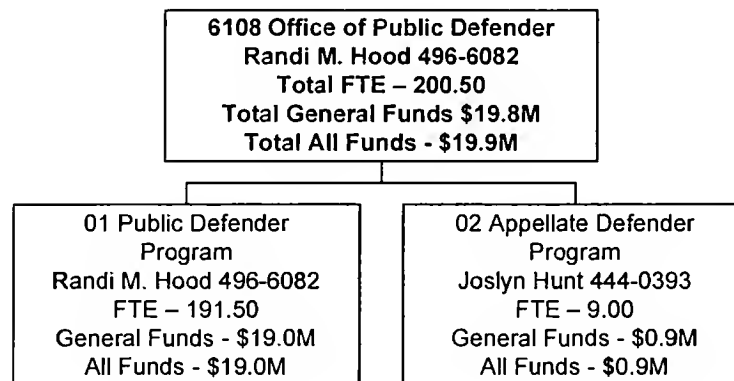 6108 Office of Public Defender
Randi M. Hood 496-6082
Total FTE – 200.50
Total General Funds $19.8M
Total All Funds - $19.9M
01 Public Defender
Program
Randi M. Hood 496-6082
FTE – 191.50
General Funds - $19.0M
All Funds - $19.0M
02 Appellate Defender
Program
Joslyn Hunt 444-0393
FTE – 9.00
General Funds - $0.9M
All Funds - $0.9M